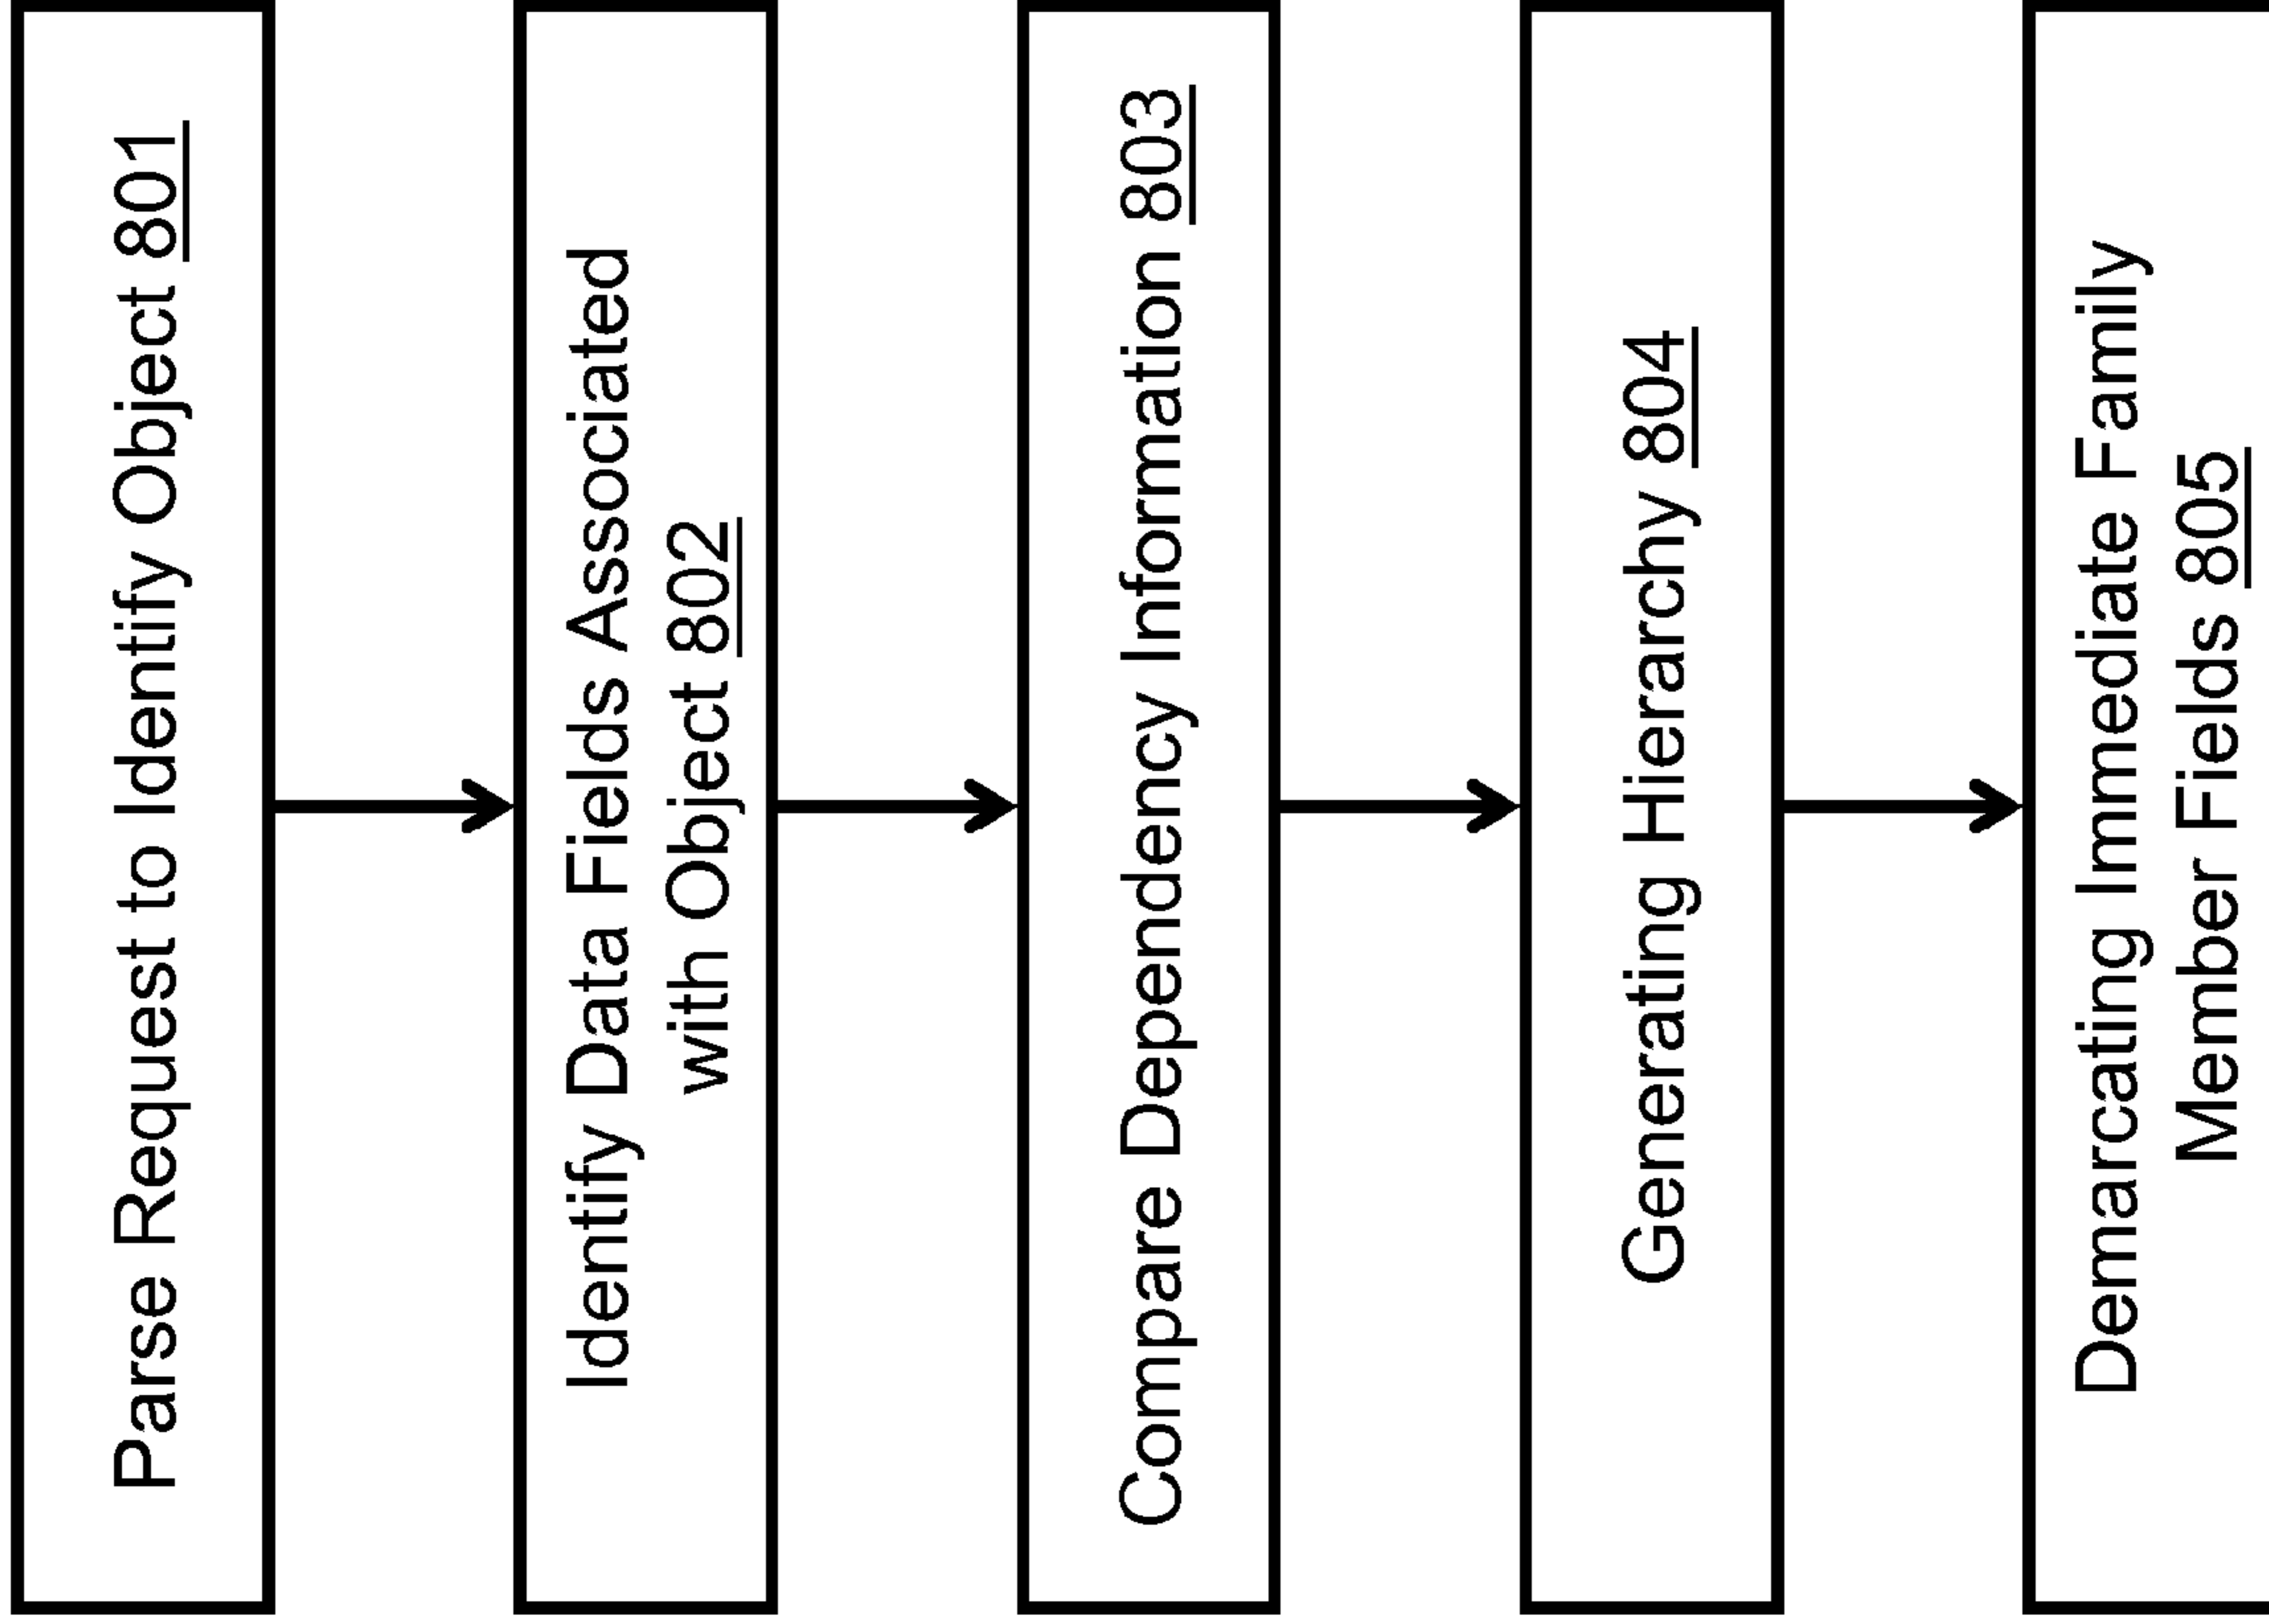 Parse Request to Identify Object 801
Identify Data Fields Associated
with Object 802
Compare Dependency Information 803
Generating Hierarchy 804
Demarcating Immediate Family
Member Fields 805